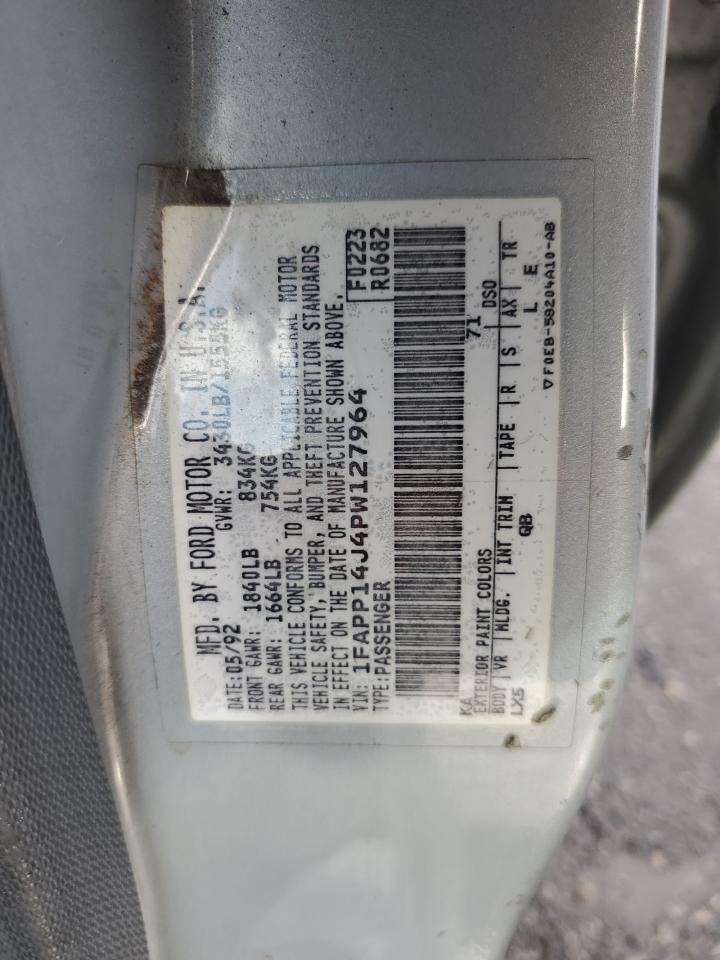 MFD. BY FORD MOTOR CO. IN U.S.A.
DATE: 05/92 GVWR: 3430LB/1555KG
FRONT GAWR: 1840LB 834KG
REAR GAWR: 1664LB 754KG
THIS VEHICLE CONFORMS TO ALL APPLICABLE FEDERAL MOTOR
VEHICLE SAFETY, BUMPER, AND THEFT PREVENTION STANDARDS
IN EFFECT ON THE DATE OF MANUFACTURE SHOWN ABOVE.
VIN: 1FAPP14J4PW127964 F0223
TYPE: PASSENGER R0682
KA 71
EXTERIOR PAINT COLORS DSO
BODY VR MLDG. INT TRIM TAPE R S AX TR
LX5 QB L E
▽F0EB-58204A10-AB